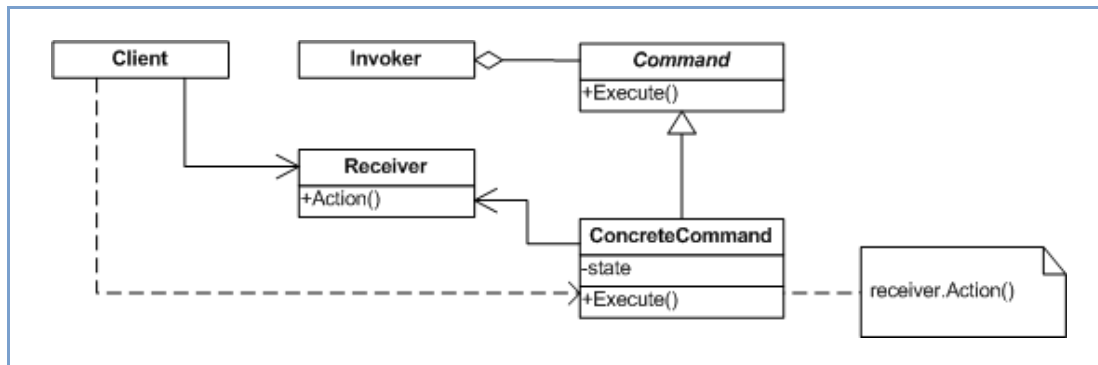 Client
Invoker
Command
+Execute()
Receiver
+Action()
ConcreteCommand
-state
+Execute()
receiver.Action()